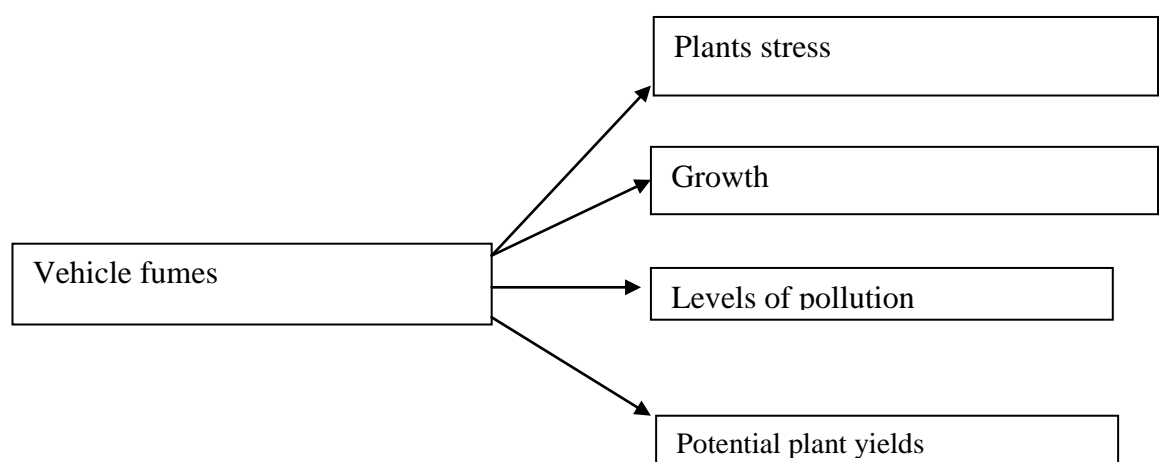 Plants stress
Growth
Vehicle fumes
Levels of pollution
Potential plant yields